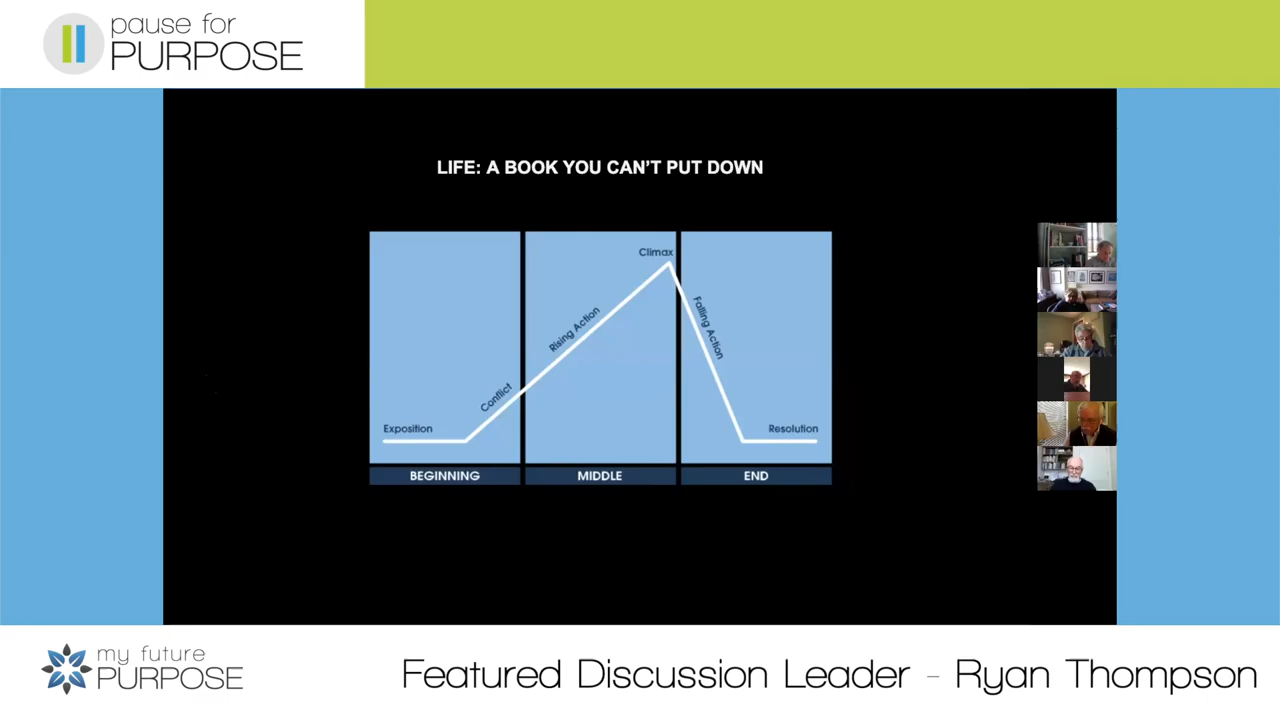 pause for
PURPOSE
LIFE: A BOOK YOU CAN'T PUT DOWN
Climax
Rising Action
Falling Action
Conflict
Exposition
Resolution
BEGINNING
MIDDLE
END
my future
PURPOSE
Featured Discussion Leader - Ryan Thompson